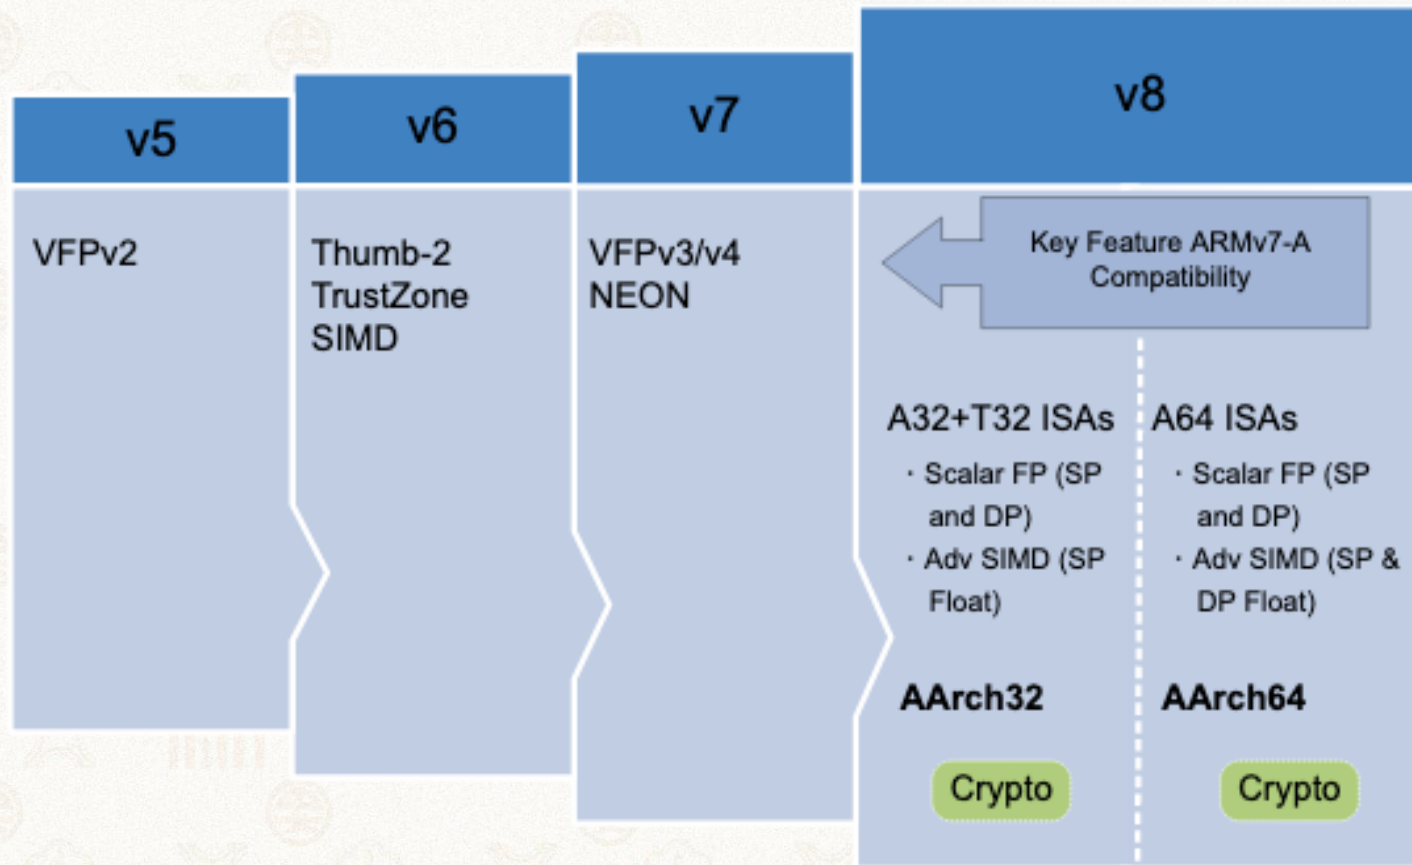 v5
v6
v7
v8
VFPv2
Thumb-2
TrustZone
SIMD
VFPv3/v4
NEON
Key Feature ARMv7-A
Compatibility
A32+T32 ISAs
· Scalar FP (SP
and DP)
· Adv SIMD (SP
Float)
AArch32
Crypto
A64 ISAs
· Scalar FP (SP
and DP)
· Adv SIMD (SP &
DP Float)
AArch64
Crypto